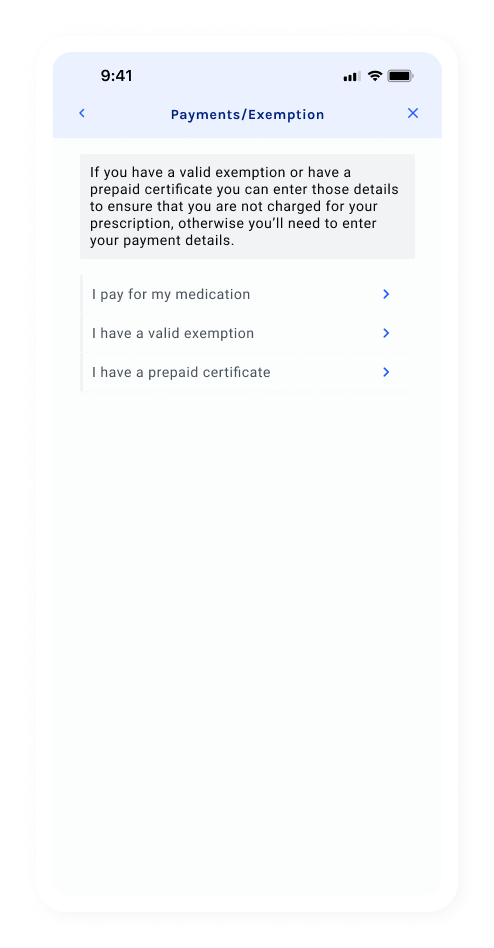 9:41
Payments/Exemption
If you have a valid exemption or have a
prepaid certificate you can enter those details
to ensure that you are not charged for your
prescription, otherwise you’ll need to enter
your payment details.
I pay for my medication
I have a valid exemption
I have a prepaid certificate